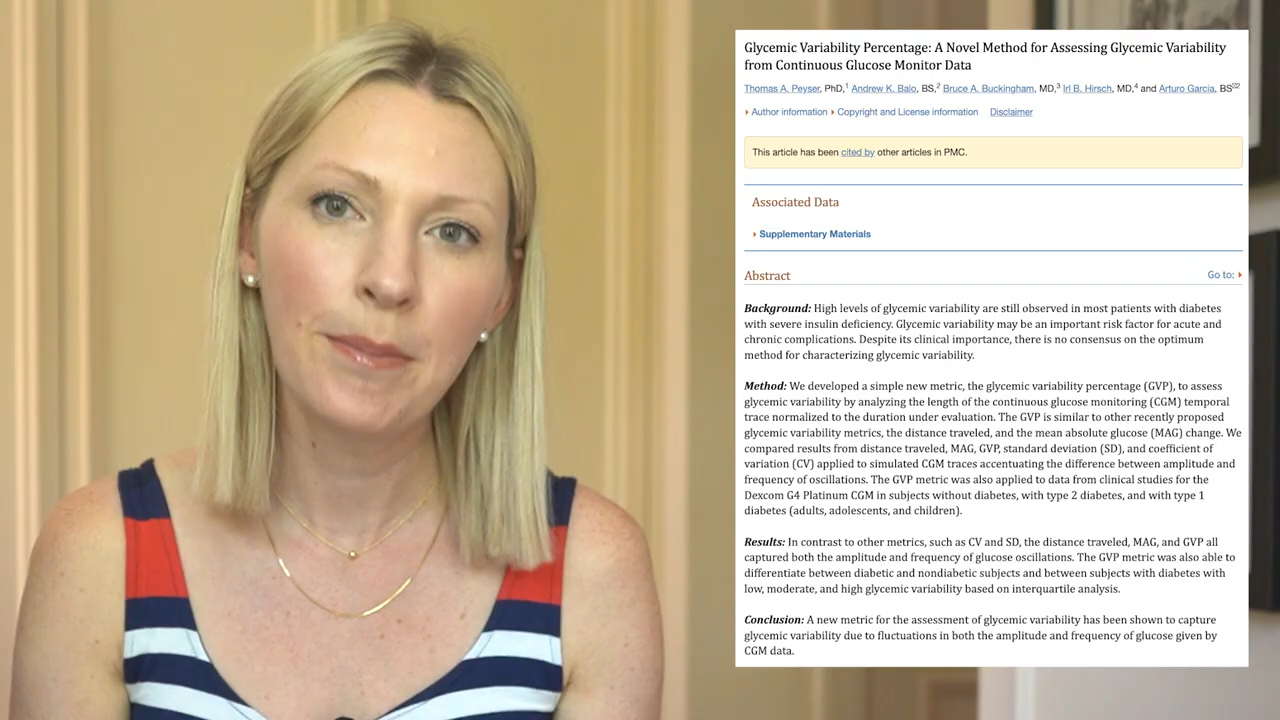 Glycemic Variability Percentage: A Novel Method for Assessing Glycemic Variability
from Continuous Glucose Monitor Data
Thomas A. Peyser, PhD,1 Andrew K. Balo, BS,2 Bruce A. Buckingham, MD,3 Irl B. Hirsch, MD,4 and Arturo Garcia, BS
Author information Copyright and License information Disclaimer
This article has been cited by other articles in PMC.
Associated Data
Supplementary Materials
Abstract Go to:
Background: High levels of glycemic variability are still observed in most patients with diabetes
with severe insulin deficiency. Glycemic variability may be an important risk factor for acute and
chronic complications. Despite its clinical importance, there is no consensus on the optimum
method for characterizing glycemic variability.
Method: We developed a simple new metric, the glycemic variability percentage (GVP), to assess
glycemic variability by analyzing the length of the continuous glucose monitoring (CGM) temporal
trace normalized to the duration under evaluation. The GVP is similar to other recently proposed
glycemic variability metrics, the distance traveled, and the mean absolute glucose (MAG) change. We
compared results from distance traveled, MAG, GVP, standard deviation (SD), and coefficient of
variation (CV) applied to simulated CGM traces accentuating the difference between amplitude and
frequency of oscillations. The GVP metric was also applied to data from clinical studies for the
Dexcom G4 Platinum CGM in subjects without diabetes, with type 2 diabetes, and with type 1
diabetes (adults, adolescents, and children).
Results: In contrast to other metrics, such as CV and SD, the distance traveled, MAG, and GVP all
captured both the amplitude and frequency of glucose oscillations. The GVP metric was also able to
differentiate between diabetic and nondiabetic subjects and between subjects with diabetes with
low, moderate, and high glycemic variability based on interquartile analysis.
Conclusion: A new metric for the assessment of glycemic variability has been shown to capture
glycemic variability due to fluctuations in both the amplitude and frequency of glucose given by
CGM data.